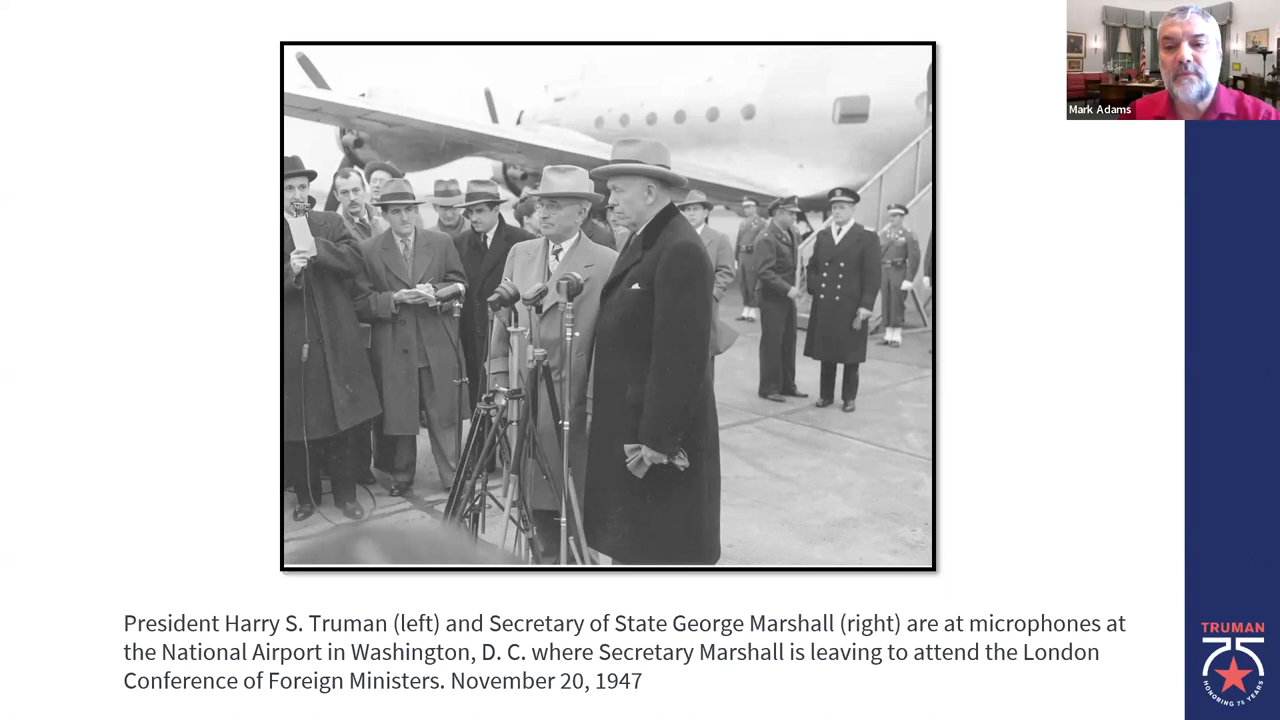 Mark Adams
President Harry S. Truman (left) and Secretary of State George Marshall (right) are at microphones at
the National Airport in Washington, D. C. where Secretary Marshall is leaving to attend the London
Conference of Foreign Ministers. November 20, 1947
TRUMAN
75
HONORING 75 YEARS